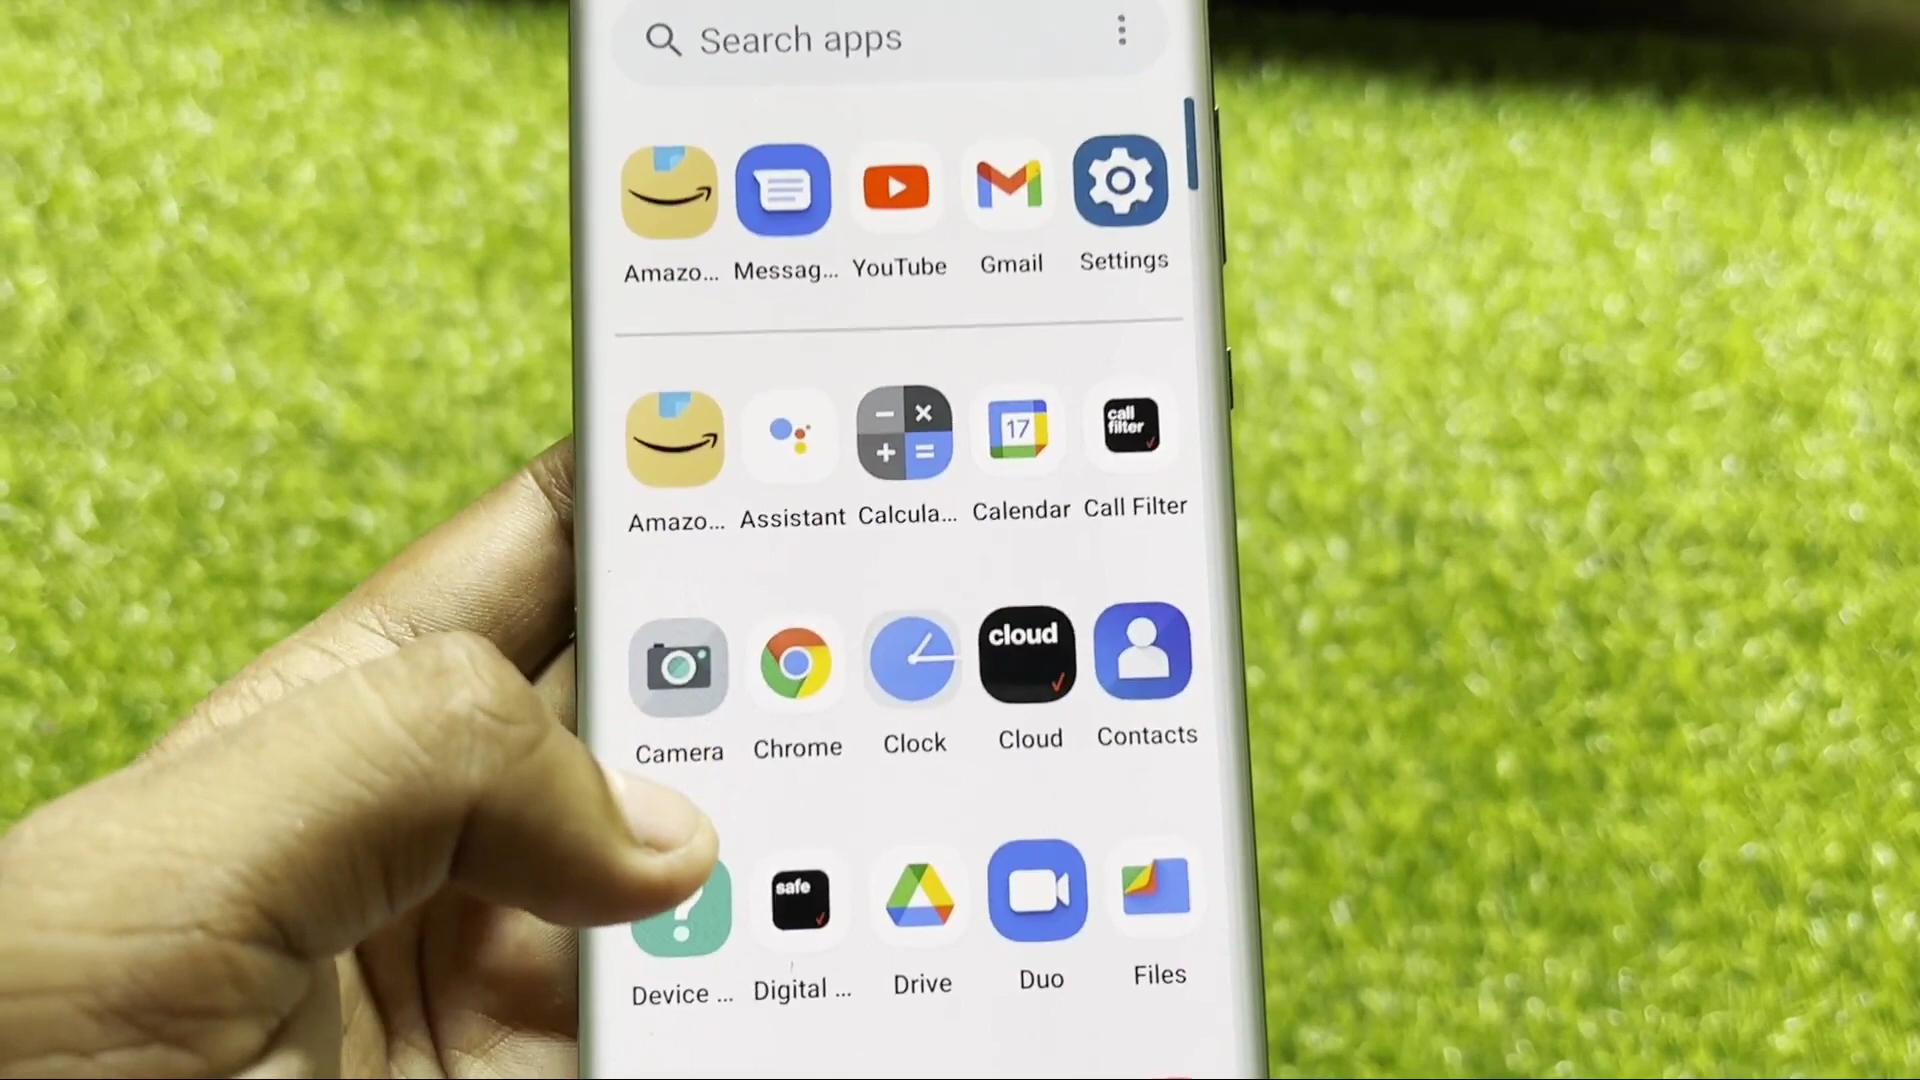 Search apps
Amazo... Messag... YouTube Gmail Settings
17
call
filter
Amazo... Assistant Calcula... Calendar Call Filter
cloud
Camera Chrome Clock Cloud Contacts
safe
Device ... Digital ... Drive Duo Files